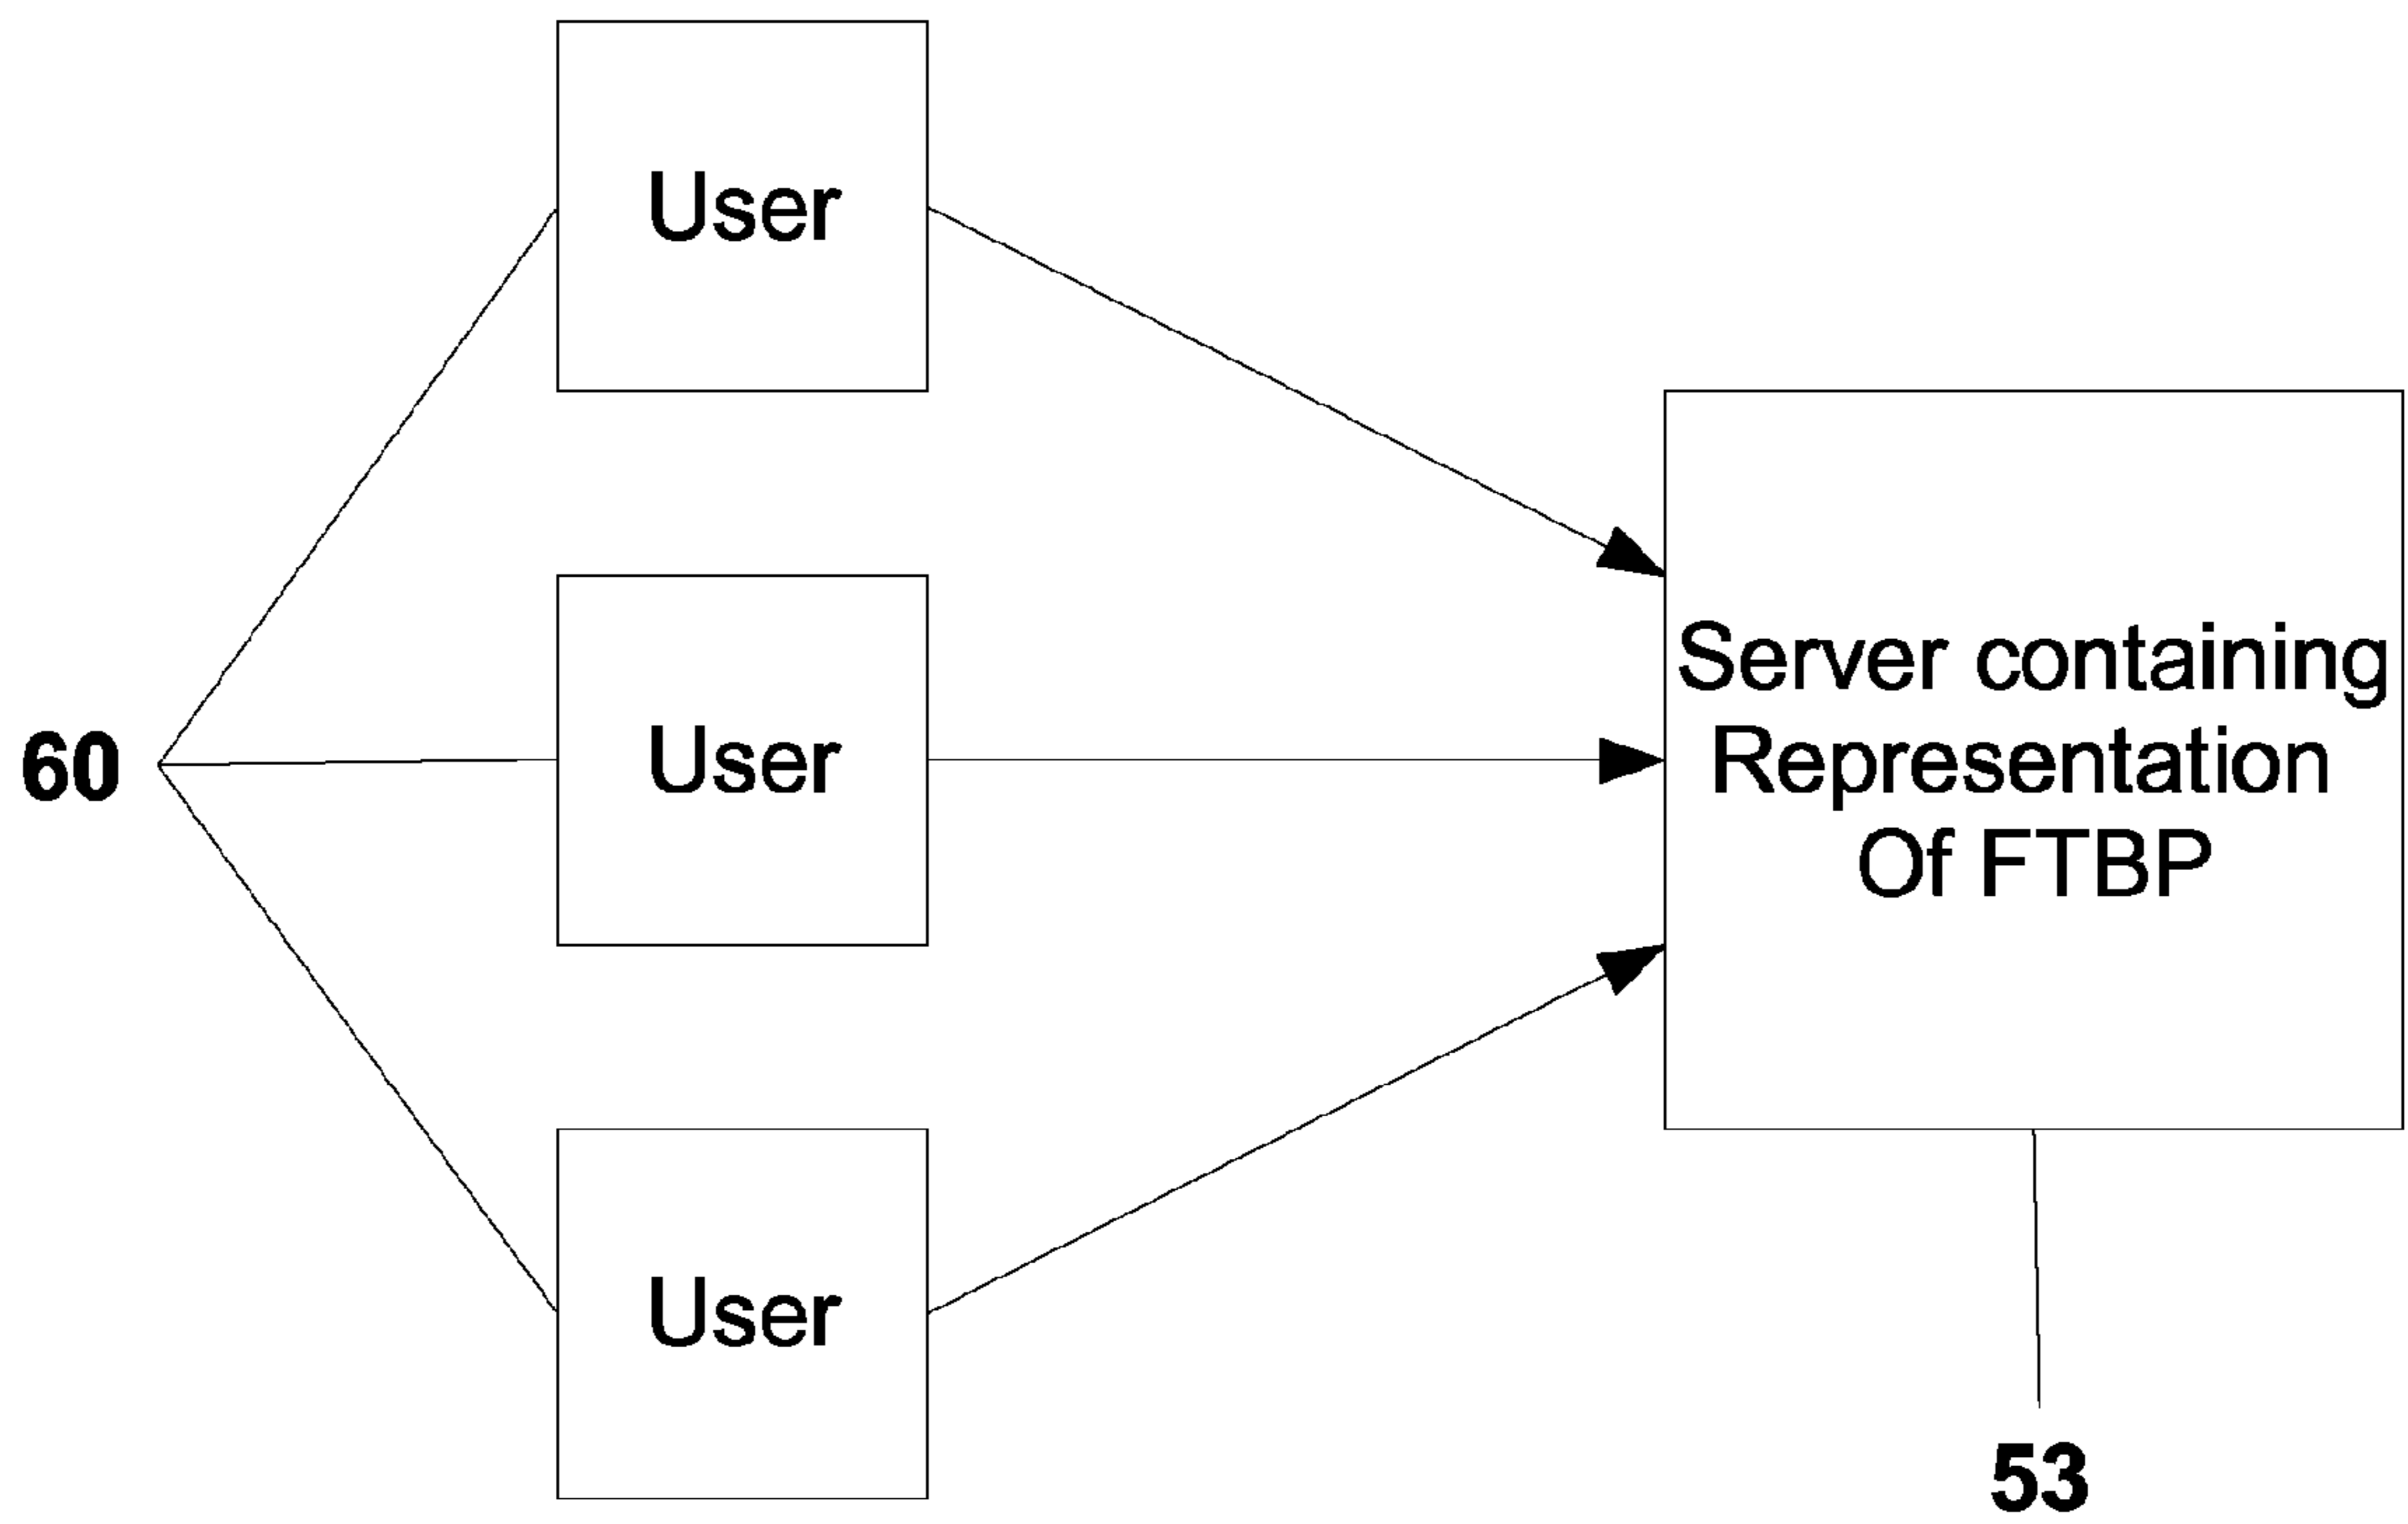 User
60
User
User
Server containing
Representation
Of FTBP
53